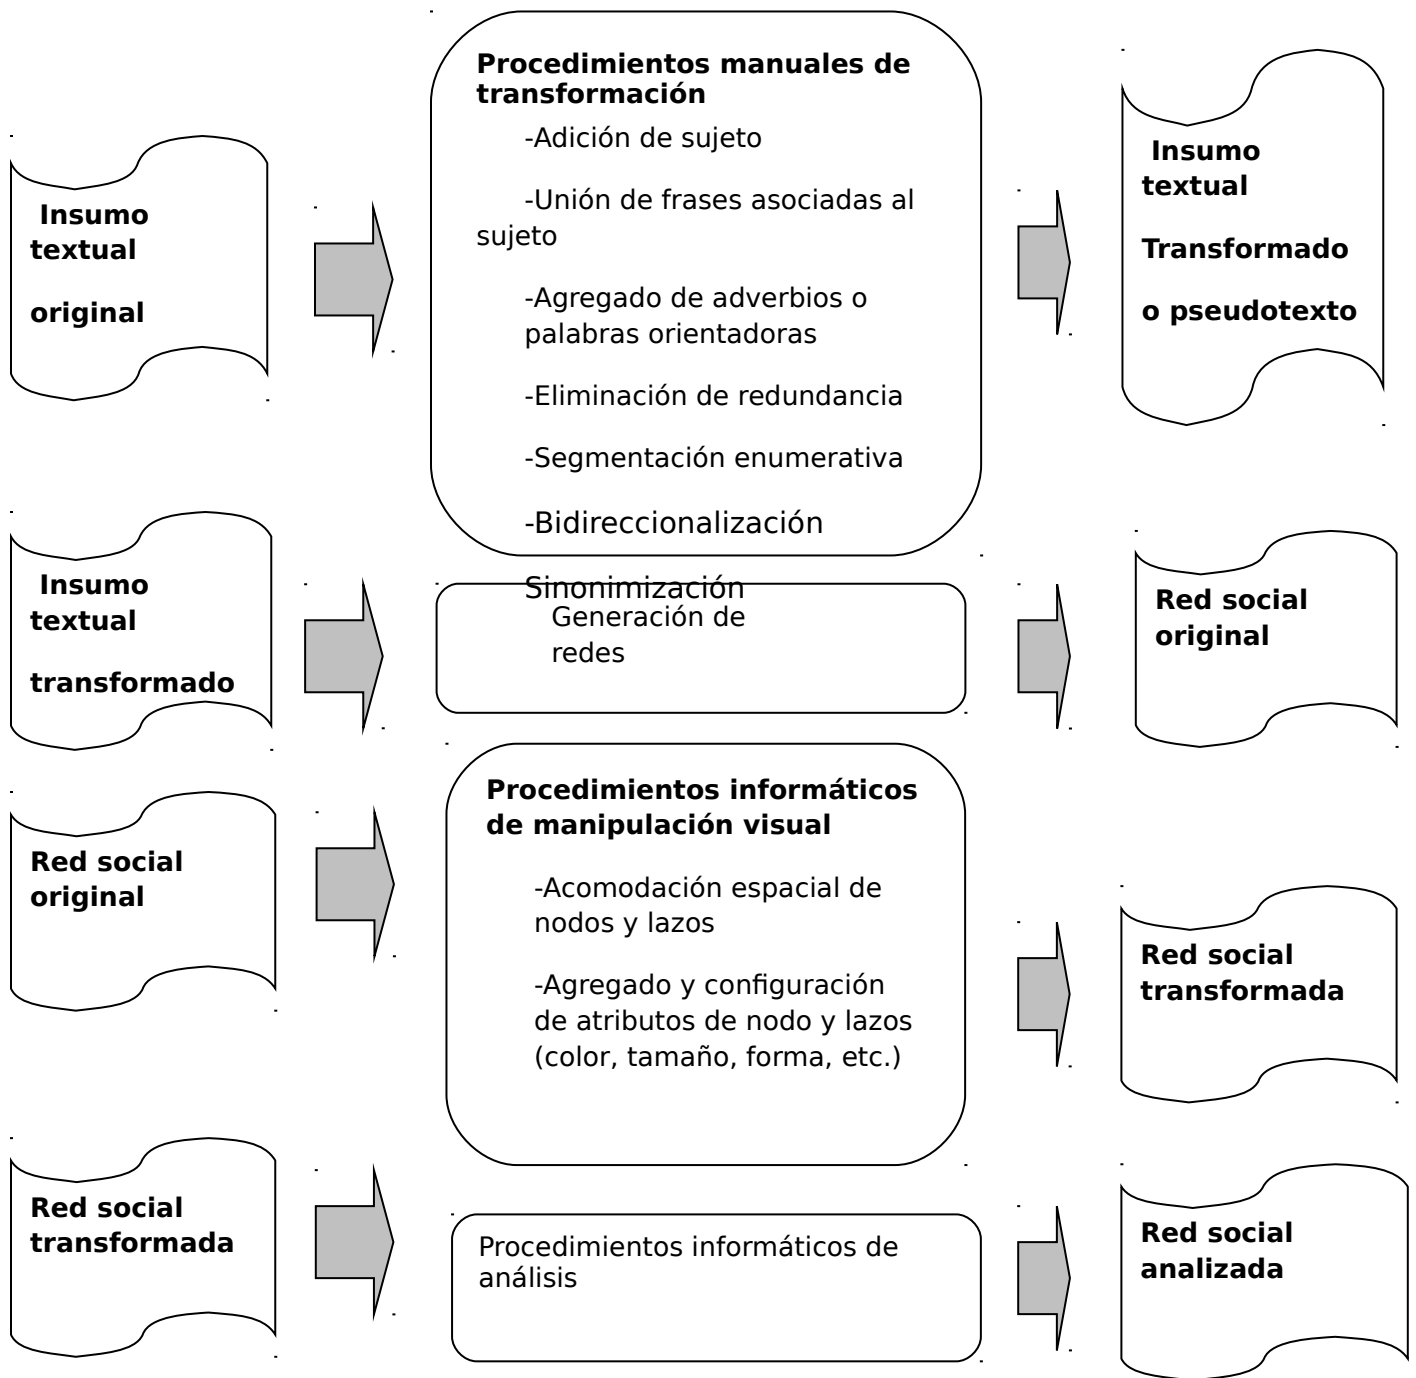 Insumo
textual
original
Procedimientos manuales de
transformación
-Adición de sujeto
-Unión de frases asociadas al
sujeto
-Agregado de adverbios o
palabras orientadoras
-Eliminación de redundancia
-Segmentación enumerativa
-Bidireccionalización
Sinonimización
Insumo
textual
Transformado
o pseudotexto
Insumo
textual
transformado
Generación de
redes
Red social
original
Red social
original
Procedimientos informáticos
de manipulación visual
-Acomodación espacial de
nodos y lazos
-Agregado y configuración
de atributos de nodo y lazos
(color, tamaño, forma, etc.)
Red social
transformada
Red social
transformada
Procedimientos informáticos de
análisis
Red social
analizada